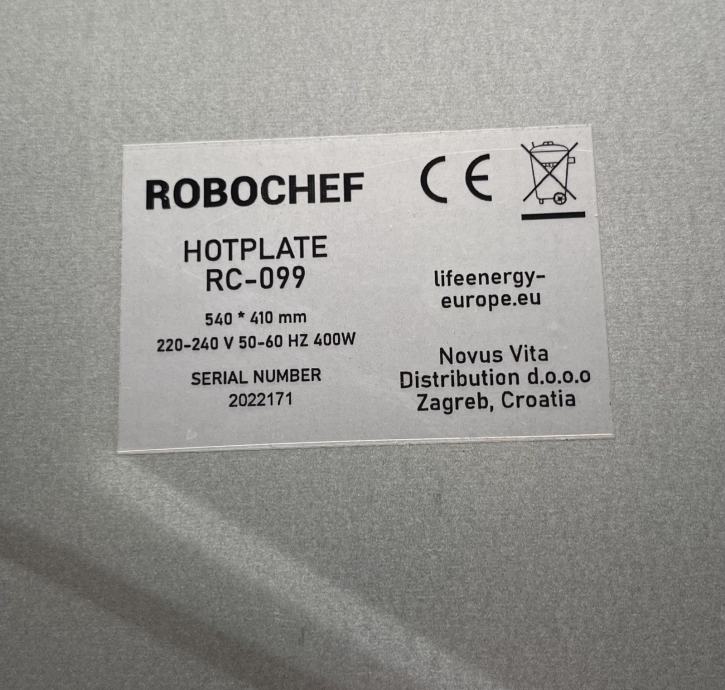 ROBOCHEF
HOTPLATE
RC-099
540 * 410 mm
220-240 V 50-60 HZ 400W
SERIAL NUMBER
2022171
CE
lifeenergy-
europe.eu
Novus Vita
Distribution d.o.o.o
Zagreb, Croatia